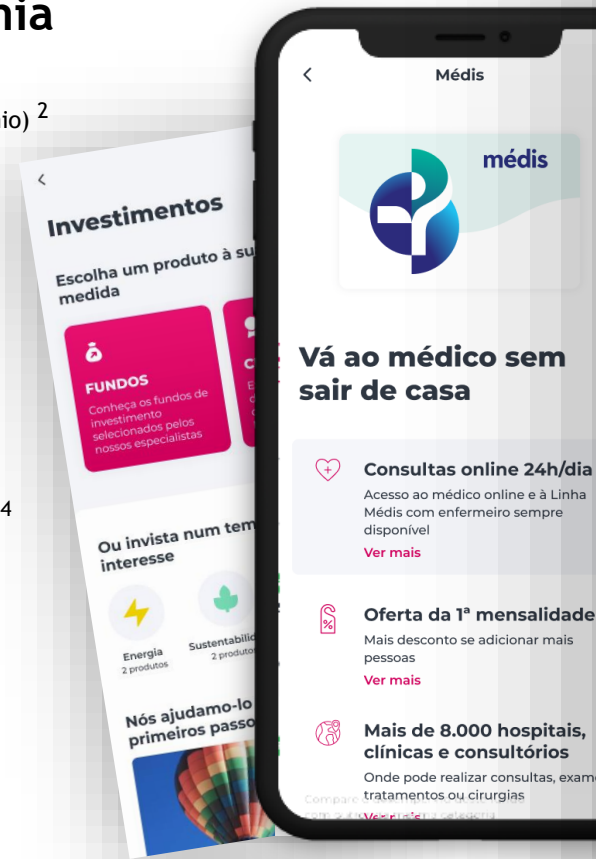 nia
io) 2
4
Investimentos
Escolha um produto à su
medida
FUNDOS
Conheça os fundos de
investimento
selecionados pelos
nossos especialistas
Ou invista num tem
interesse
Energia
2 produtos
Sustentabilid
2 produto
Nós ajudamo-lo
primeiros passo
Médis
médis
Vá ao médico sem
sair de casa
Consultas online 24h/dia
Acesso ao médico online e à Linha
Médis com enfermeiro sempre
disponível
Ver mais
%
Oferta da 1ª mensalidade
Mais desconto se adicionar mais
pessoas
Ver mais
Mais de 8.000 hospitais,
clínicas e consultórios
Onde pode realizar consultas, exam
tratamentos ou cirurgias
Ver mais